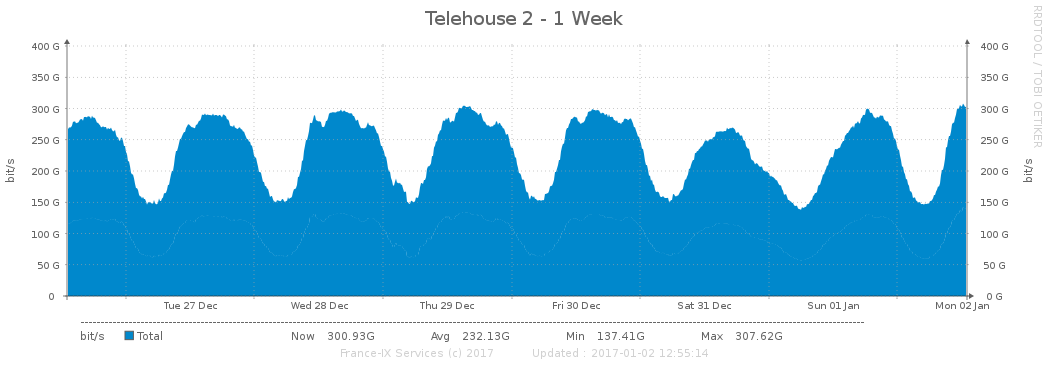 Telehouse 2 - 1 Week
RRDTOOL / TOBI OETIKER
400 G 400 G
350 G 350 G
300 G 300 G
250 G 250 G
200 G 200 G
150 G 150 G
100 G 100 G
50 G 50 G
0 0 G
bit/s
bit/s
Tue 27 Dec Wed 28 Dec Thu 29 Dec Fri 30 Dec Sat 31 Dec Sun 01 Jan Mon 02 Jan
bit/s Total Now 300.93G Avg 232.13G Min 137.41G Max 307.62G
France-IX Services (c) 2017 Updated : 2017-01-02 12:55:14